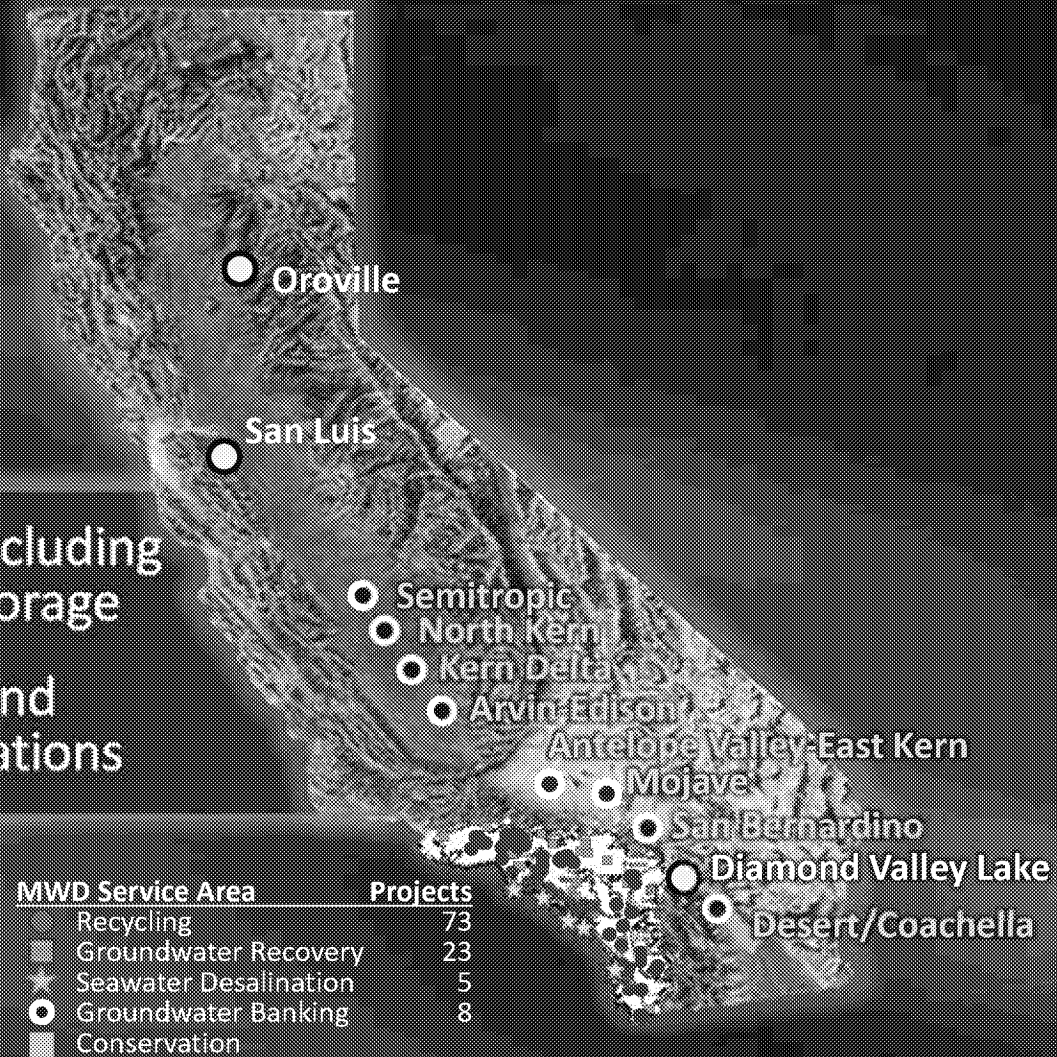 Oroville
San Luis
cluding
orage
Semitropic
North Kern
nd
Kern Delta
Arvin-Edison
ations
Antelope Valley-East Kern
Mojave
San Bernardino
Diamond Valley Lake
Desert/Coachella
MWD Service Area Projects
Recycling 73
Groundwater Recovery 23
Seawater Desalination 5
Groundwater Banking 8
Conservation